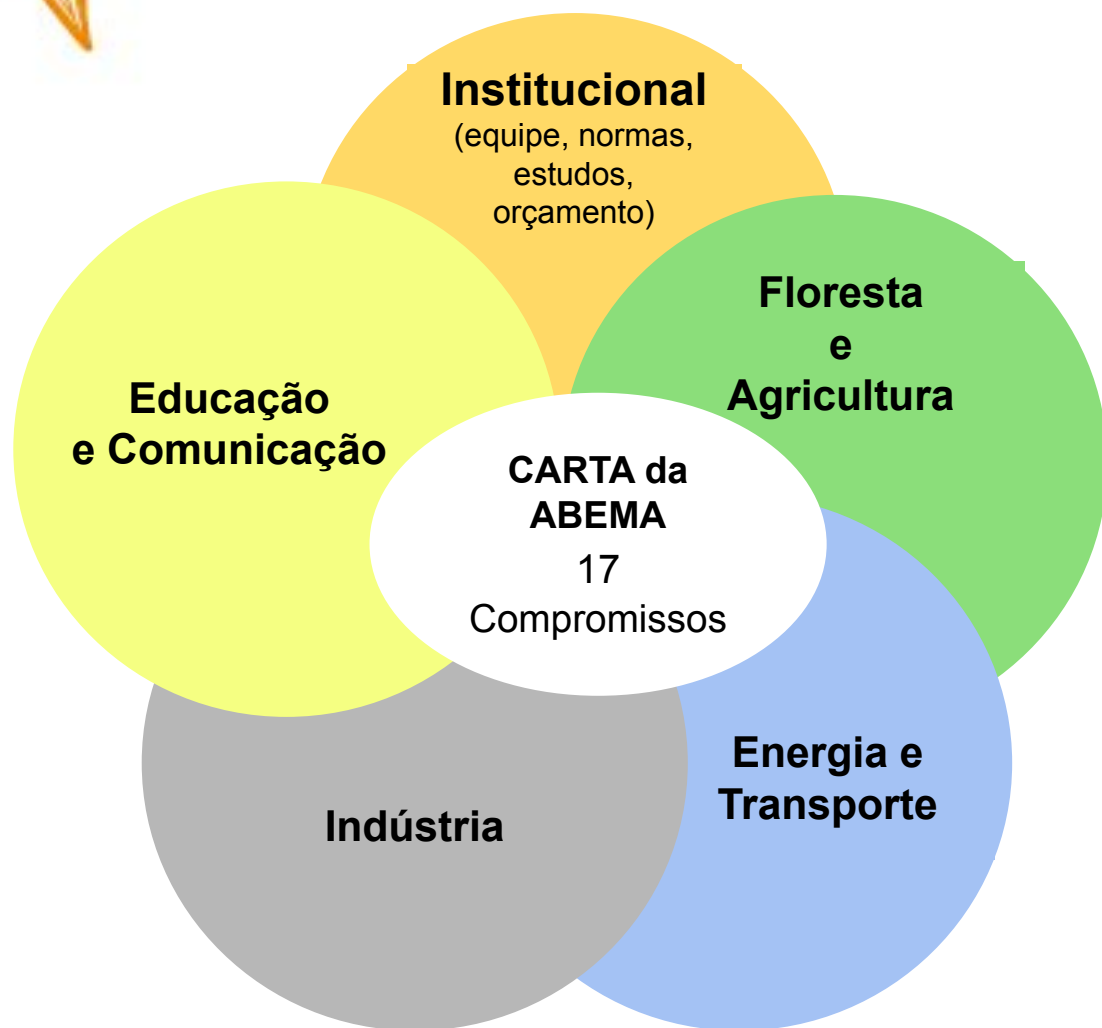 Institucional
(equipe, normas,
estudos,
orçamento)
Floresta
e
Agricultura
Educação
e Comunicação
CARTA da
ABEMA
17
Compromissos
Energia e
Transporte
Indústria